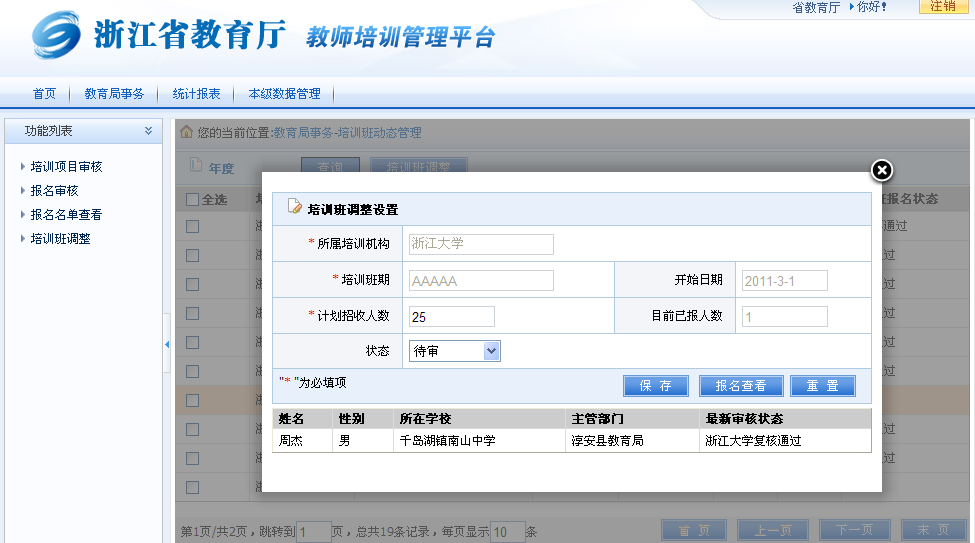 浙江省教育厅 教师培训管理平台
省教育厅 你好! 注销
首页 教育局事务 统计报表 本级数据管理
功能列表
培训项目审核
报名审核
报名名单查看
培训班调整
您的当前位置:教育局事务-培训班动态管理
年度 查询 培训班调整
全选 报名状态
通过
培训班调整设置
*所属培训机构 浙江大学
*培训班期 AAAAA 开始日期 2011-3-1
*计划招收人数 25 目前已报人数 1
状态 待审
"* "为必填项 保 存 报名查看 重 置
姓名 性别 所在学校 主管部门 最新审核状态
周杰 男 千岛湖镇南山中学 淳安县教育局 浙江大学复核通过
第1页/共2页，跳转到 1 页，总共19条记录，每页显示 10 条 首 页 上一页 下一页 末 页